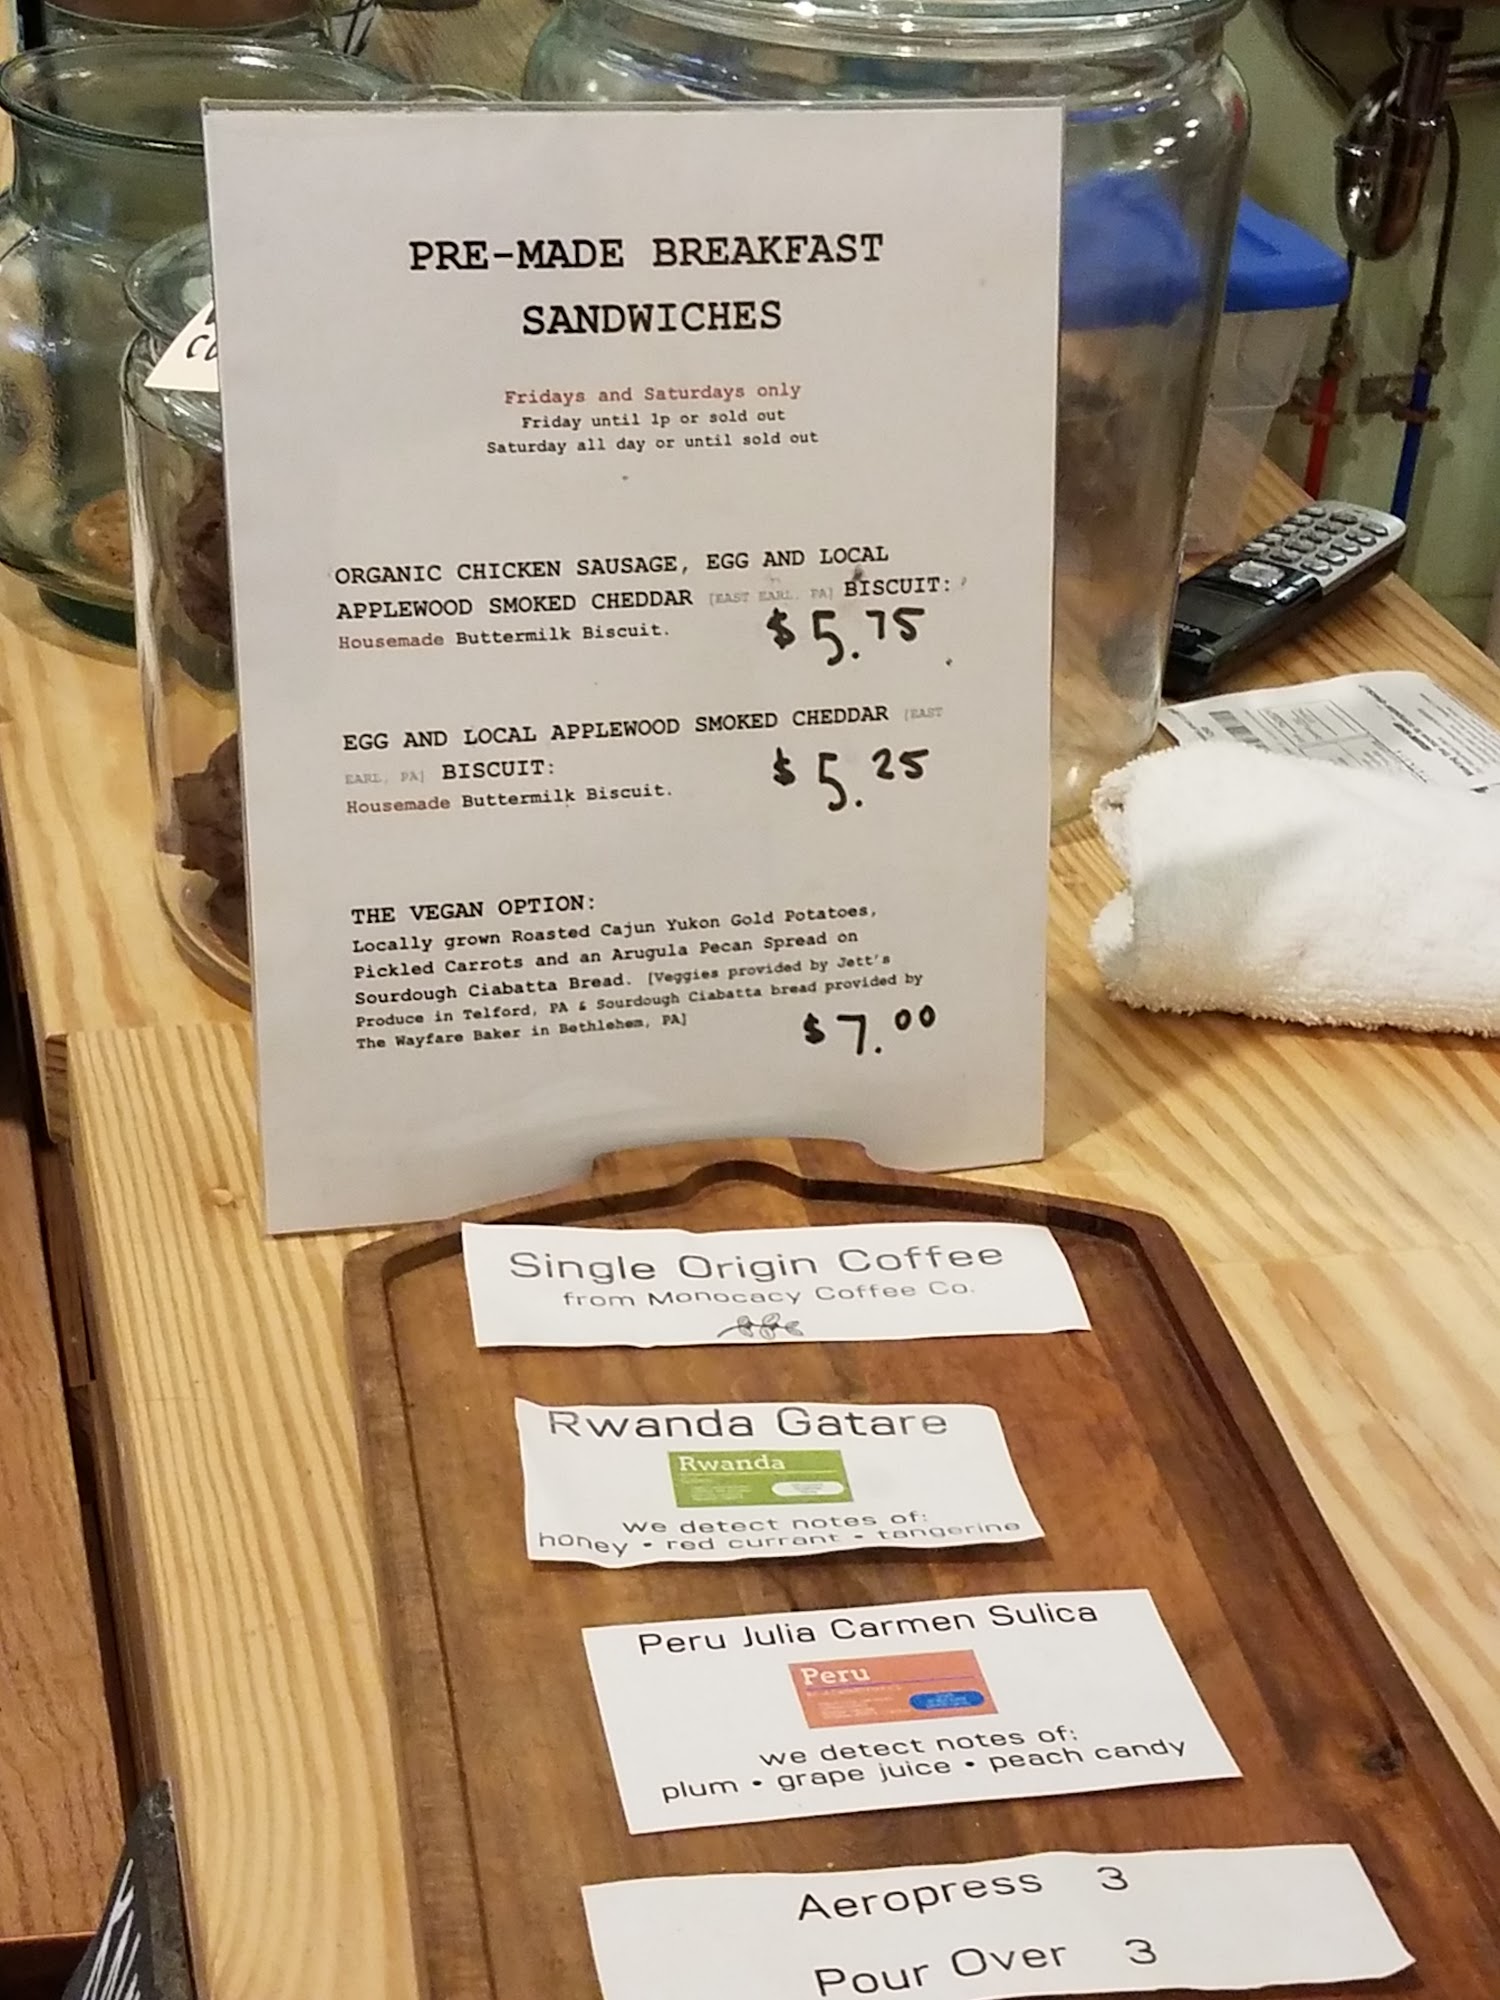 PRE-MADE BREAKFAST
SANDWICHES
Fridays and Saturdays only
Friday until 1p or sold out
Saturday all day or until sold out
ORGANIC CHICKEN SAUSAGE, EGG AND LOCAL
APPLEWOOD SMOKED CHEDDAR [EAST EARL, PA] BISCUIT:
Housemade Buttermilk Biscuit.
$5.75
EGG AND LOCAL APPLEWOOD SMOKED CHEDDAR [EAST
EARL, PA] BISCUIT:
Housemade Buttermilk Biscuit.
$5.25
THE VEGAN OPTION:
Locally grown Roasted Cajun Yukon Gold Potatoes,
Pickled Carrots and an Arugula Pecan Spread on
Sourdough Ciabatta Bread. [Veggies provided by Jett's
Produce in Telford, PA & Sourdough Ciabatta bread provided by
The Wayfare Baker in Bethlehem, PA]
$7.00
Single Origin Coffee
from Monocacy Coffee Co.
Rwanda Gatare
Rwanda
we detect notes of:
honey • red currant • tangerine
Peru Julia Carmen Sulica
Peru
we detect notes of:
plum • grape juice • peach candy
Aeropress 3
Pour Over 3